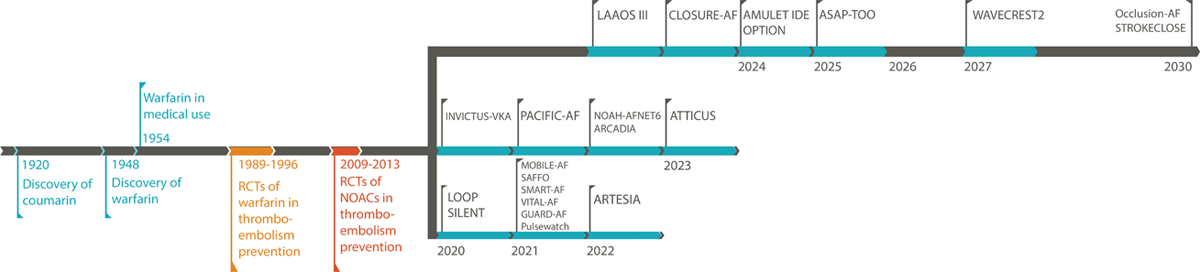 LAAOS III
CLOSURE-AF
AMULET IDE
OPTION
ASAP-TOO
WAVECREST2
Occlusion-AF
STROKECLOSE
2024
2025
2026
2027
2030
Warfarin in
medical use
1954
INVICTUS-VKA
PACIFIC-AF
NOAH-AFNET6
ARCADIA
ATTICUS
2023
1920
Discovery of
coumarin
1948
Discovery of
warfarin
1989-1996
RCTs of
warfarin in
thrombo-
embolism
prevention
2009-2013
RCTs of
NOACs in
thrombo-
embolism
prevention
LOOP
SILENT
MOBILE-AF
SAFFO
SMART-AF
VITAL-AF
GUARD-AF
Pulsewatch
ARTESIA
2020
2021
2022